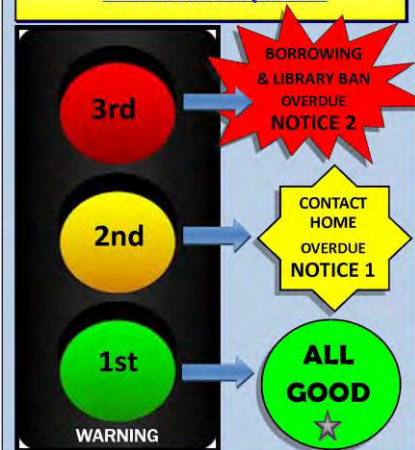 3rd
BORROWING
& LIBRARY BAN
OVERDUE
NOTICE 2
2nd
CONTACT
HOME
OVERDUE
NOTICE 1
1st
ALL
GOOD
WARNING